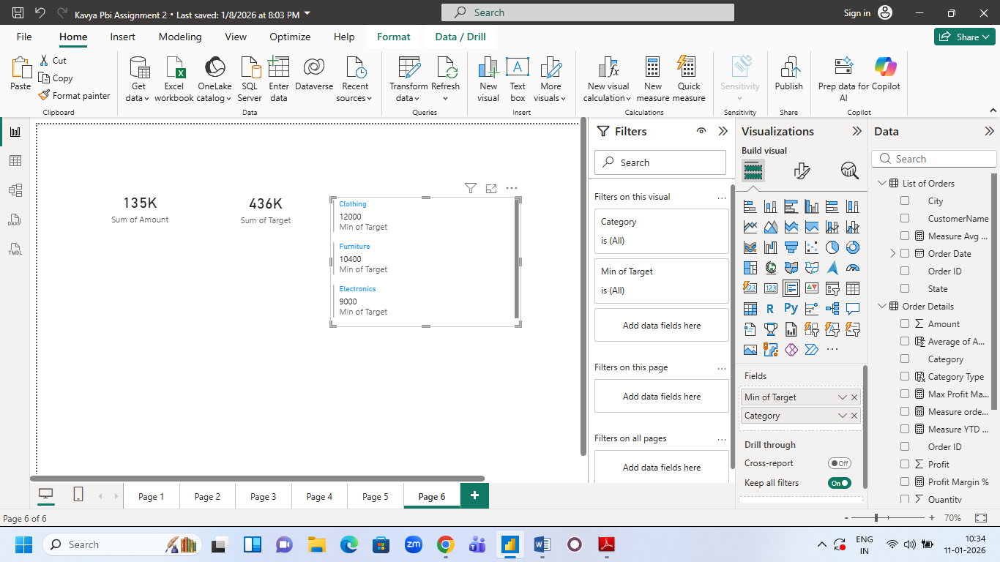 Kavya Pbi Assignment 2 • Last saved: 1/8/2026 at 8:03 PM
Search
Sign in
File
Home
Insert
Modeling
View
Optimize
Help
Format
Data / Drill
Share
Paste
Cut
Copy
Format painter
Clipboard
Get data
Excel workbook
OneLake catalog
SQL Server
Enter data
Dataverse
Recent sources
Data
Transform data
Refresh
Queries
New visual
Text box
More visuals
Insert
New visual calculation
New measure
Quick measure
Calculations
Sensitivity
Sensitivity
Publish
Share
Prep data for AI
Copilot
Copilot
135K
Sum of Amount
436K
Sum of Target
Clothing
12000
Min of Target
Furniture
10400
Min of Target
Electronics
9000
Min of Target
Filters
Search
Filters on this visual
Category
is (All)
Min of Target
is (All)
Add data fields here
Filters on this page
Add data fields here
Filters on all pages
Add data fields here
Visualizations
Build visual
123
123
R
Py
Fields
Min of Target
Category
Drill through
Cross-report
Off
Keep all filters
On
Data
Search
List of Orders
City
CustomerName
Measure Avg ...
Order Date
Order ID
State
Order Details
Amount
Average of A...
Category
Category Type
Max Profit Ma...
Measure orde...
Measure YTD ...
Order ID
Profit
Profit Margin %
Quantity
DAX
TMDL
Page 1
Page 2
Page 3
Page 4
Page 5
Page 6
+
Page 6 of 6
- + 70%
Search
zm
ENG
IN
10:34
11-01-2026